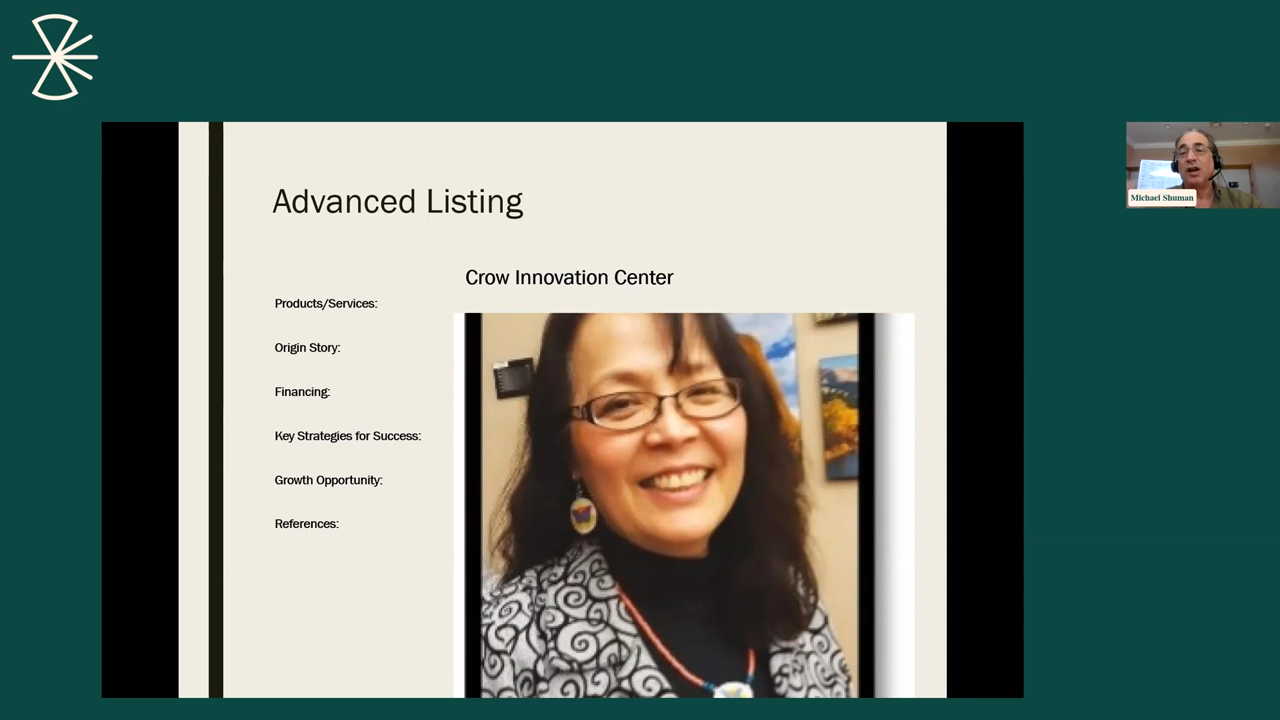 Advanced Listing
Crow Innovation Center
Products/Services:
Origin Story:
Financing:
Key Strategies for Success:
Growth Opportunity:
References:
Michael Shuman